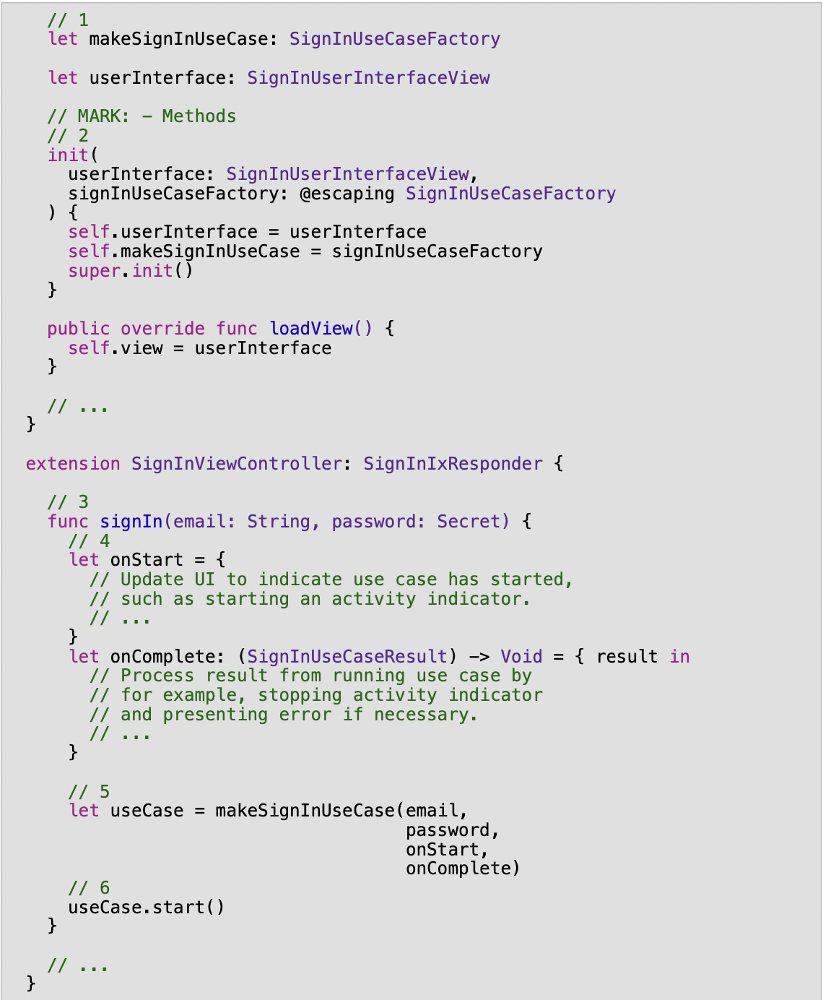 // 1
let makeSignInUseCase: SignInUseCaseFactory
let userInterface: SignInUserInterfaceView
// MARK: - Methods
// 2
init(
userInterface: SignInUserInterfaceView,
signInUseCaseFactory: @escaping SignInUseCaseFactory
) {
self.userInterface = userInterface
self.makeSignInUseCase = signInUseCaseFactory
super.init()
}
public override func loadView() {
self.view = userInterface
}
// ...
}
extension SignInViewController: SignInIxResponder {
// 3
func signIn(email: String, password: Secret) {
// 4
let onStart = {
// Update UI to indicate use case has started,
// such as starting an activity indicator.
// ...
}
let onComplete: (SignInUseCaseResult) -> Void = { result in
// Process result from running use case by
// for example, stopping activity indicator
// and presenting error if necessary.
// ...
}
// 5
let useCase = makeSignInUseCase(email,
password,
onStart,
onComplete)
// 6
useCase.start()
}
// ...
}